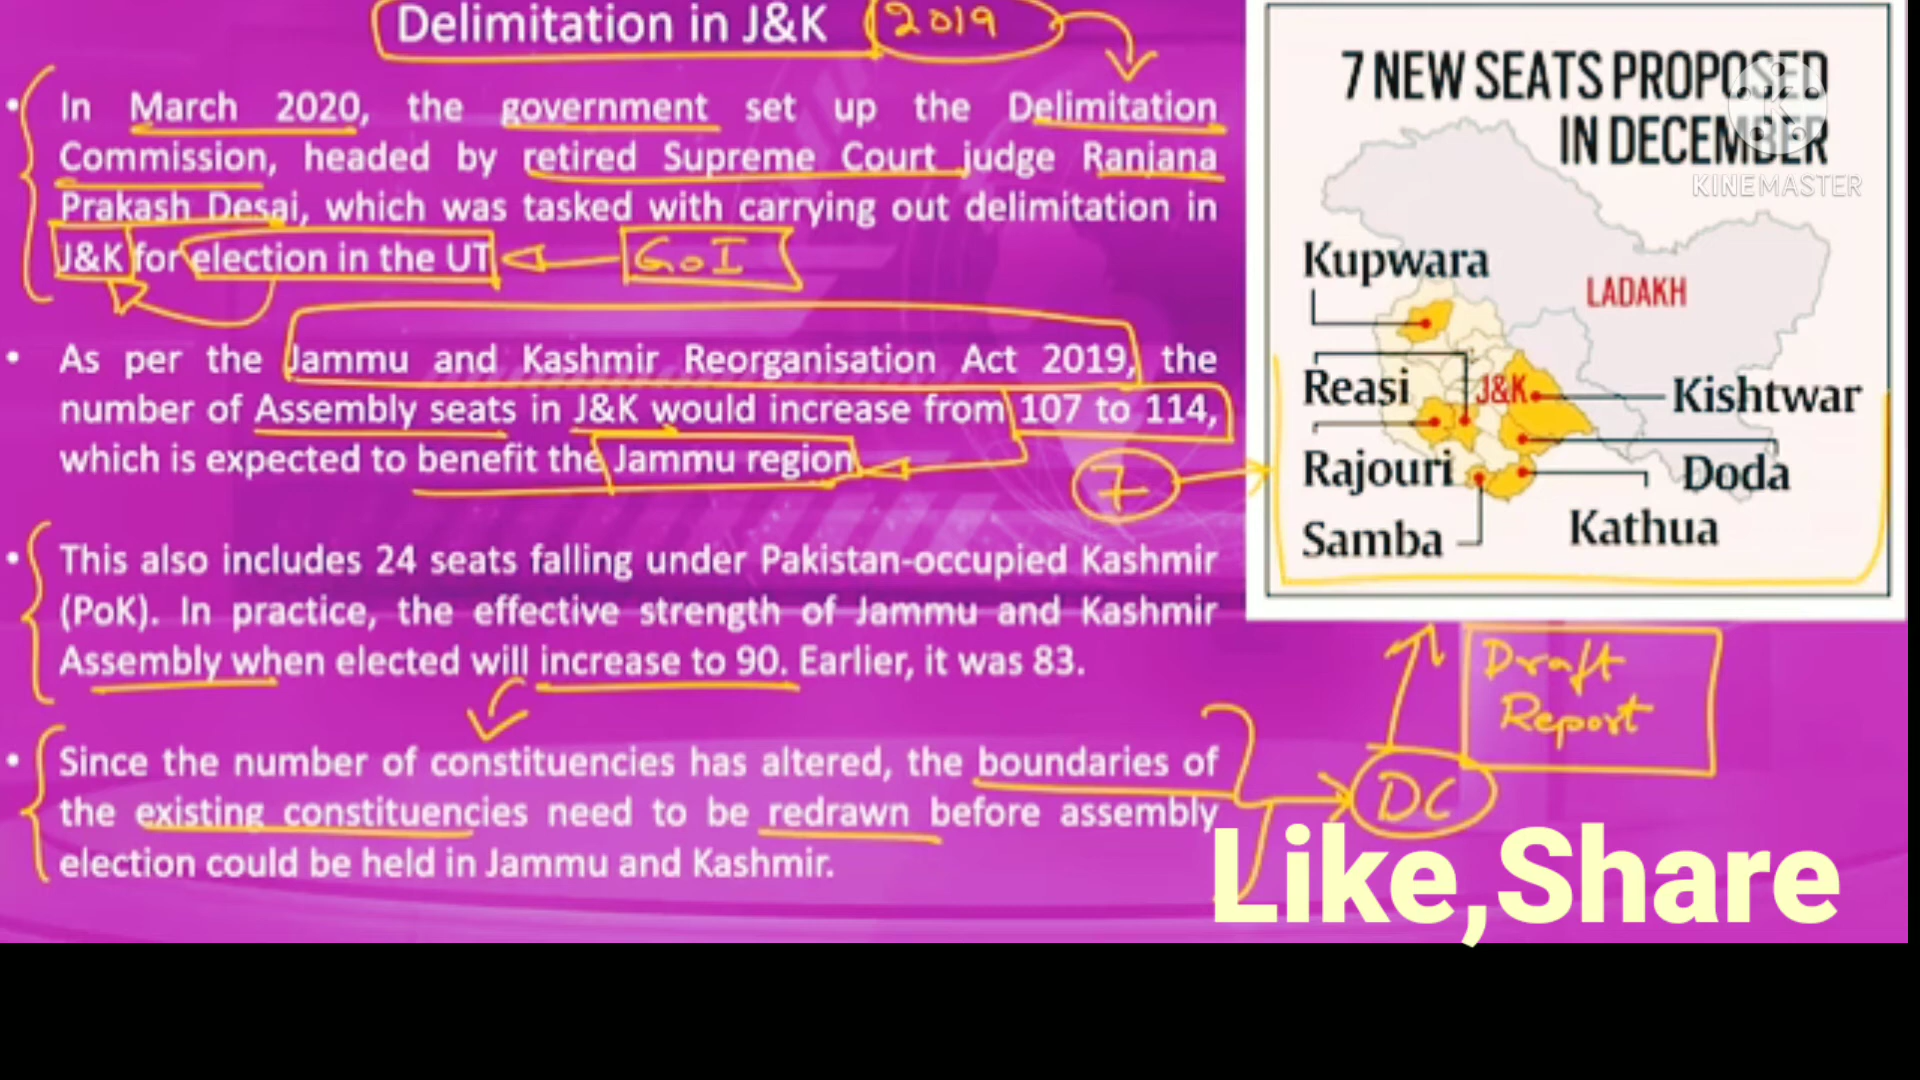 Delimitation in J&K 2019
• In March 2020, the government set up the Delimitation
Commission, headed by retired Supreme Court judge Ranjana
Prakash Desai, which was tasked with carrying out delimitation in
J&K for election in the UT GoI
• As per the Jammu and Kashmir Reorganisation Act 2019, the
number of Assembly seats in J&K would increase from 107 to 114,
which is expected to benefit the Jammu region
7
• This also includes 24 seats falling under Pakistan-occupied Kashmir
(PoK). In practice, the effective strength of Jammu and Kashmir
Assembly when elected will increase to 90. Earlier, it was 83.
• Since the number of constituencies has altered, the boundaries of
the existing constituencies need to be redrawn before assembly
election could be held in Jammu and Kashmir.
7 NEW SEATS PROPOSED
IN DECEMBER
KINEMASTER
Kupwara
LADAKH
Reasi
J&K
Kishtwar
Rajouri
Doda
Samba
Kathua
Draft
Report
DC
Like,Share